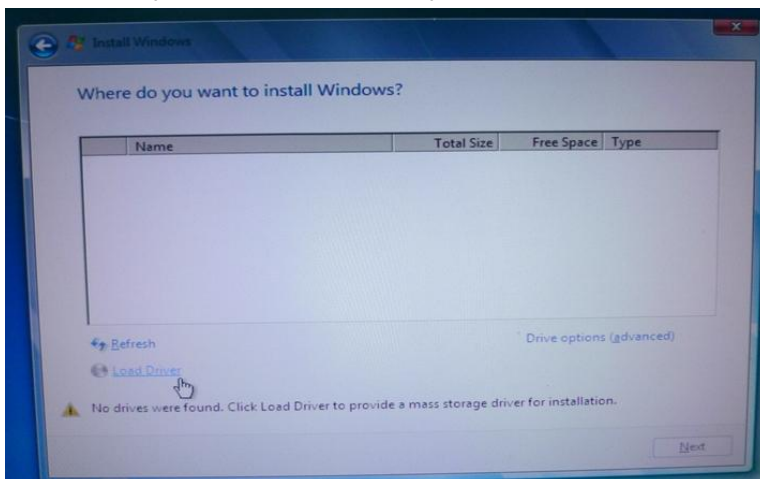 Install Windows
Where do you want to install Windows?
Name Total Size Free Space Type
Refresh Drive options (advanced)
Load Driver
No drives were found. Click Load Driver to provide a mass storage driver for installation.
Next